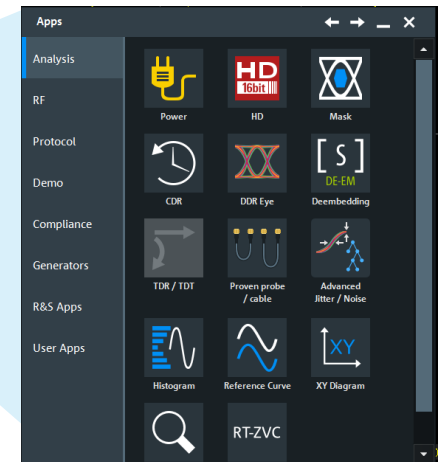 Apps
Analysis
RF
Protocol
Demo
Compliance
Generators
R&S Apps
User Apps
HD
16bit
Power
HD
Mask
[ S ]
DE-EM
CDR
DDR Eye
Deembedding
TDR / TDT
Proven probe
/ cable
Advanced
Jitter / Noise
XY
Histogram
Reference Curve
XY Diagram
RT-ZVC